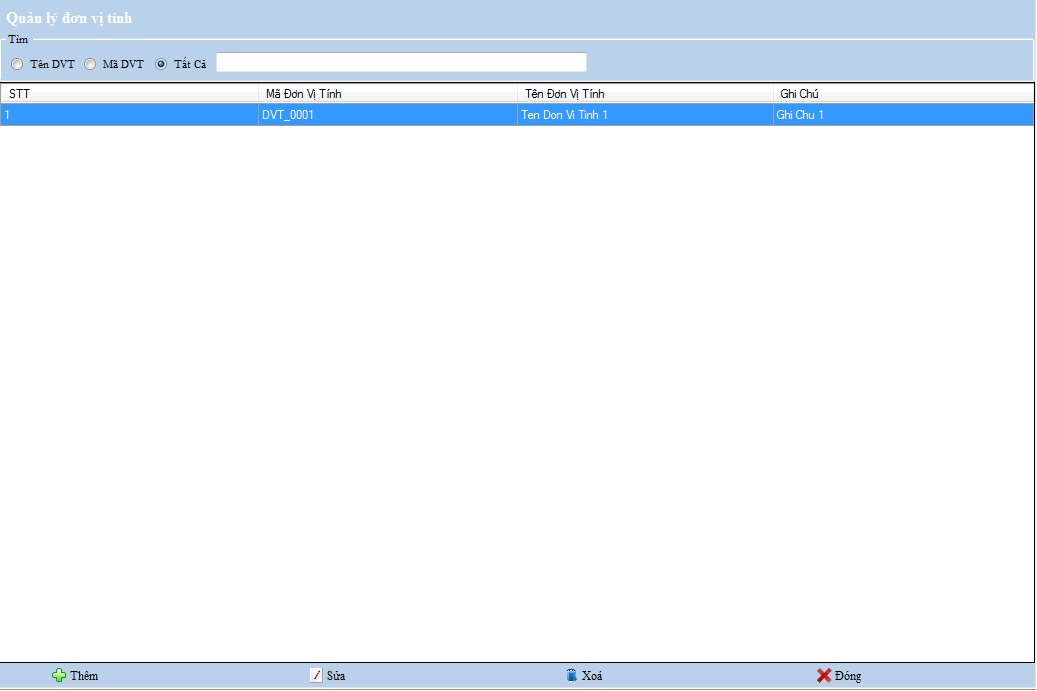 Quản lý đơn vị tính
Tìm
Tên DVT Mã DVT Tất Cả
STT Mã Đơn Vị Tính Tên Đơn Vị Tính Ghi Chú
1 DVT_0001 Ten Don Vi Tinh 1 Ghi Chu 1
Thêm Sửa Xoá Đóng